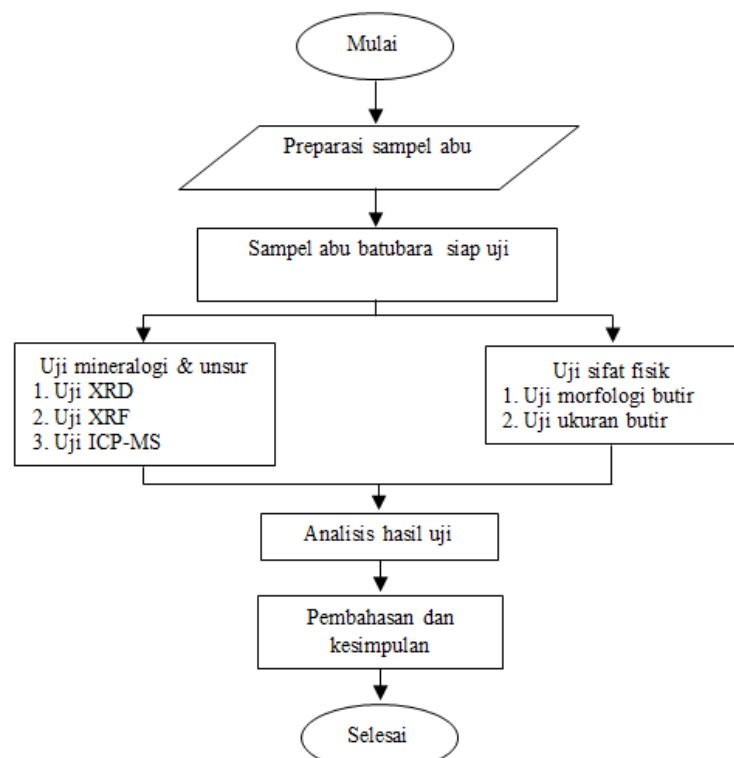 Mulai
Preparasi sampel abu
Sampel abu batubara siap uji
Uji mineralogi & unsur
1. Uji XRD
2. Uji XRF
3. Uji ICP-MS
Uji sifat fisik
1. Uji morfologi butir
2. Uji ukuran butir
Analisis hasil uji
Pembahasan dan
kesimpulan
Selesai